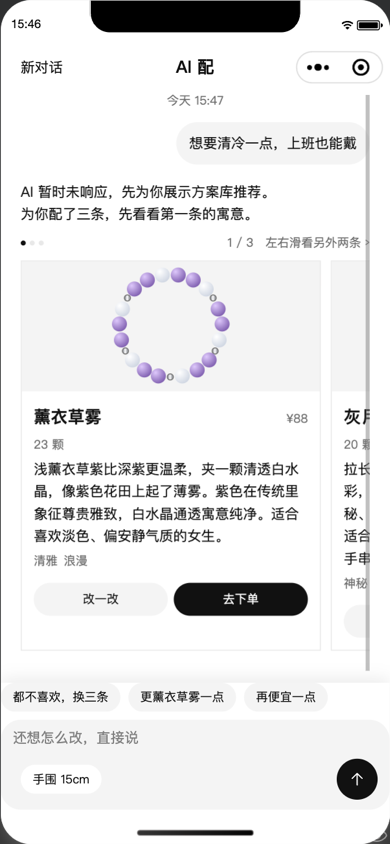 15:46
新对话
AI 配
今天 15:47
想要清冷一点，上班也能戴
AI 暂时未响应，先为你展示方案库推荐。
为你配了三条，先看看第一条的寓意。
1 / 3 左右滑看另外两条 >
薰衣草雾
¥88
23 颗
浅薰衣草紫比深紫更温柔，夹一颗清透白水
晶，像紫色花田上起了薄雾。紫色在传统里
象征尊贵雅致，白水晶通透寓意纯净。适合
喜欢淡色、偏安静气质的女生。
清雅 浪漫
改一改
去下单
灰
20
拉长
彩，
秘、
适合
手串
神秘
都不喜欢，换三条
更薰衣草雾一点
再便宜一点
还想怎么改，直接说
手围 15cm